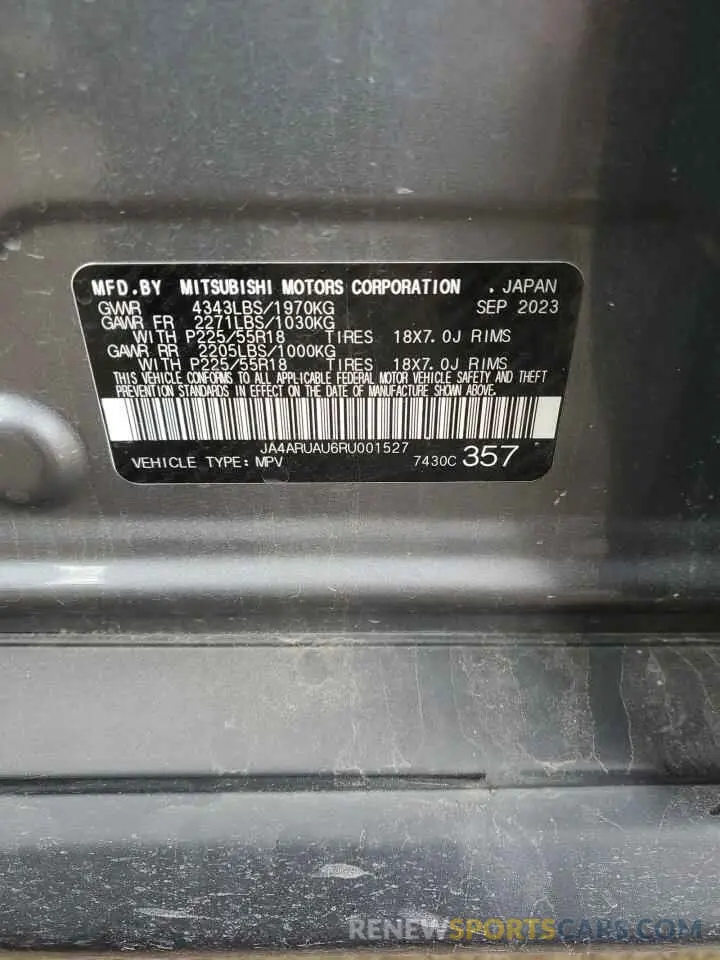 MFD.BY MITSUBISHI MOTORS CORPORATION . JAPAN
GVWR 4343LBS/1970KG SEP 2023
GAWR FR 2271LBS/1030KG
WITH P225/55R18 TIRES 18X7.0J RIMS
GAWR RR 2205LBS/1000KG
WITH P225/55R18 TIRES 18X7.0J RIMS
THIS VEHICLE CONFORMS TO ALL APPLICABLE FEDERAL MOTOR VEHICLE SAFETY AND THEFT
PREVENTION STANDARDS IN EFFECT ON THE DATE OF MANUFACTURE SHOWN ABOVE.
JA4ARUAU6RU001527
VEHICLE TYPE: MPV 7430C 357
RENEWSPORTSCARS.COM